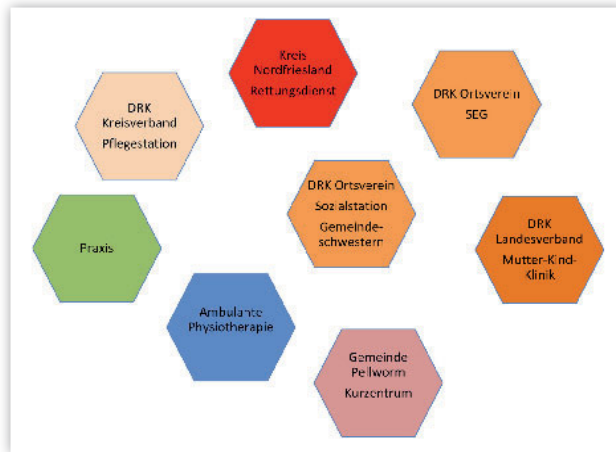 Kreis
Nordfriesland
Rettungsdienst
DRK
Kreisverband
Pflegestation
DRK Ortsverein
SEG
DRK Ortsverein
Sozialstation
Gemeinde-
schwestern
DRK
Landesverband
Mutter-Kind-
Klinik
Praxis
Ambulante
Physiotherapie
Gemeinde
Pellworm
Kurzentrum